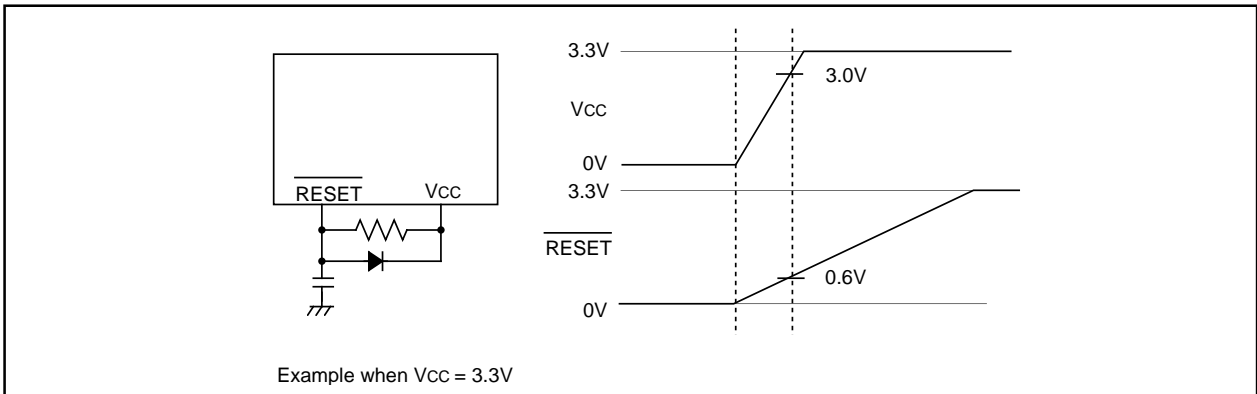 RESET VCC
Example when VCC = 3.3V
3.3V
3.0V
VCC
0V
3.3V
RESET
0.6V
0V